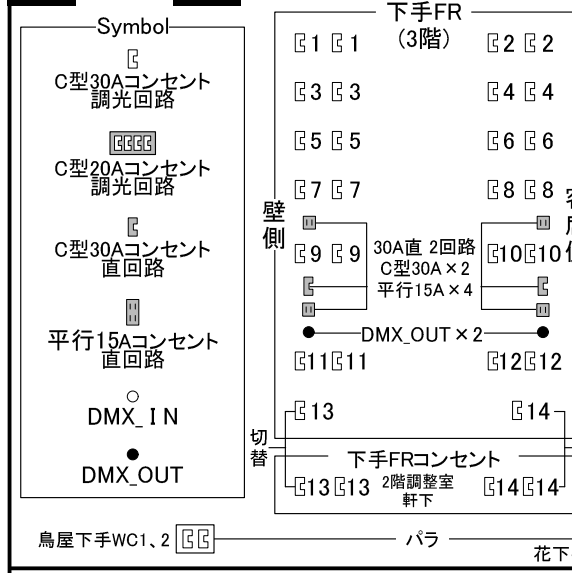 Symbol
C型30Aコンセント
調光回路
C型20Aコンセント
調光回路
C型30Aコンセント
直回路
平行15Aコンセント
直回路
DMX_IN
DMX_OUT
下手FR
(3階)
1 1 2 2
3 3 4 4
5 5 6 6
7 7 8 8
壁側
9 9 10 10
30A直 2回路
C型30A×2
平行15A×4
DMX_OUT×2
11 11 12 12
13 14
切替
下手FRコンセント
13 13 2階調整室 14 14
軒下
鳥屋下手WC1、2
パラ
花下